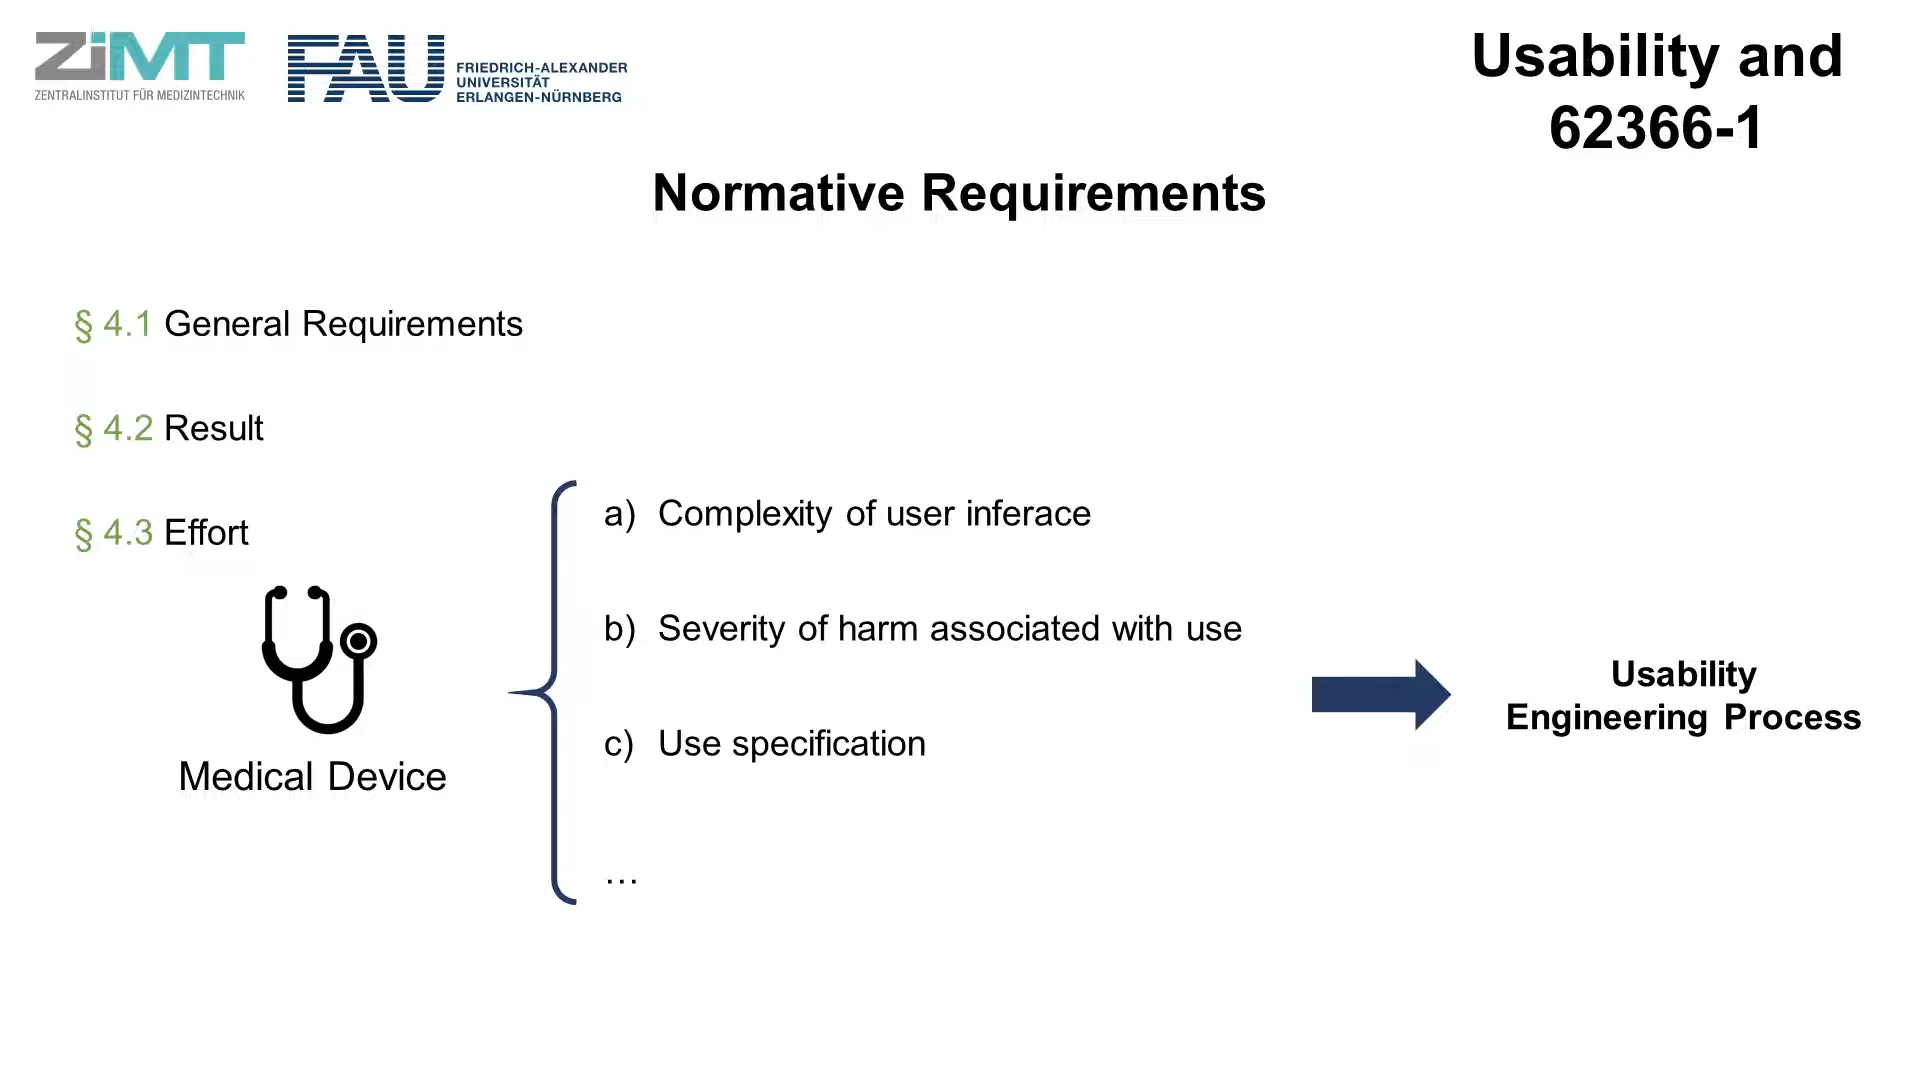 ZiMT
ZENTRALINSTITUT FÜR MEDIZINTECHNIK
FAU
FRIEDRICH-ALEXANDER
UNIVERSITÄT
ERLANGEN-NÜRNBERG
Usability and
62366-1
Normative Requirements
§ 4.1 General Requirements
§ 4.2 Result
§ 4.3 Effort
Medical Device
a) Complexity of user inferace
b) Severity of harm associated with use
c) Use specification
…
Usability
Engineering Process